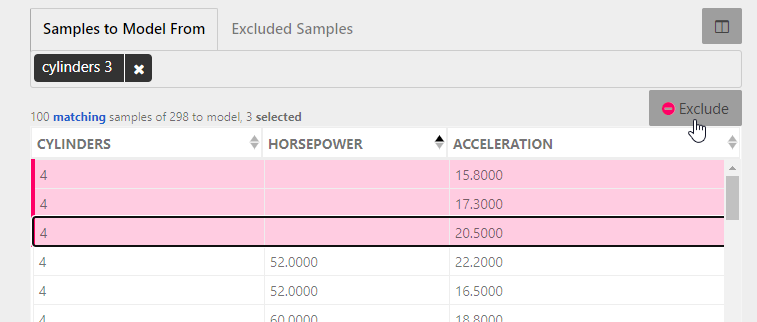 Samples to Model From Excluded Samples
cylinders 3 ×
Exclude
100 matching samples of 298 to model, 3 selected
CYLINDERS HORSEPOWER ACCELERATION
4 15.8000
4 17.3000
4 20.5000
4 52.0000 22.2000
4 52.0000 16.5000
4 60.0000 18.8000